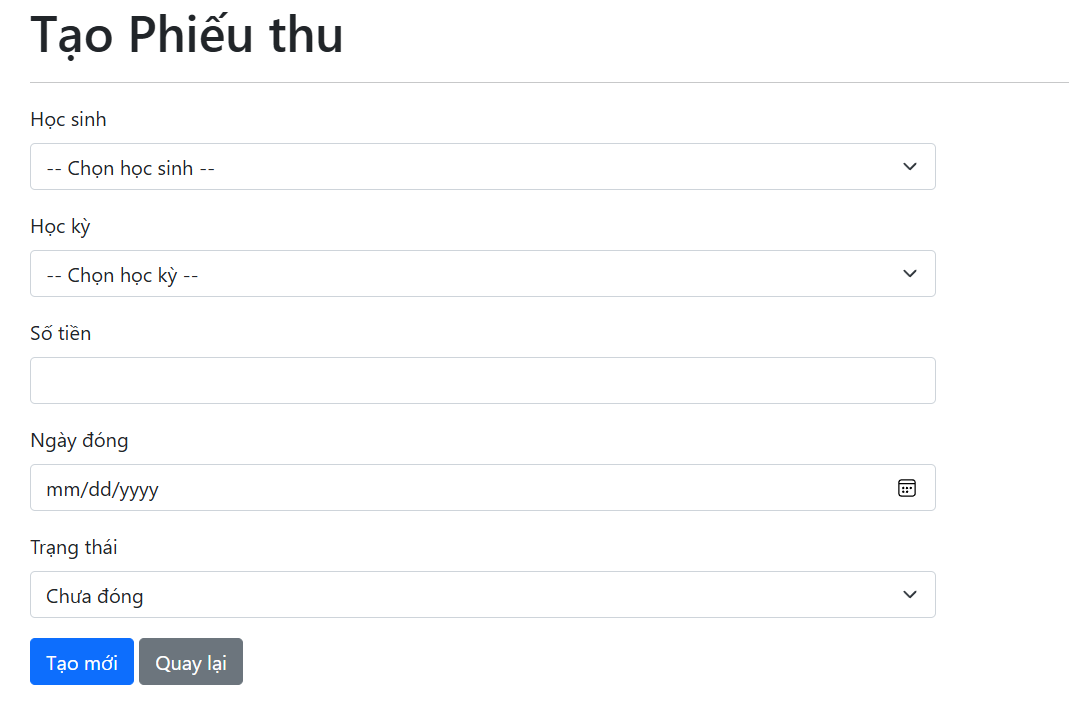 Tạo Phiếu thu
Học sinh
-- Chọn học sinh --
Học kỳ
-- Chọn học kỳ --
Số tiền
Ngày đóng
mm/dd/yyyy
Trạng thái
Chưa đóng
Tạo mới Quay lại